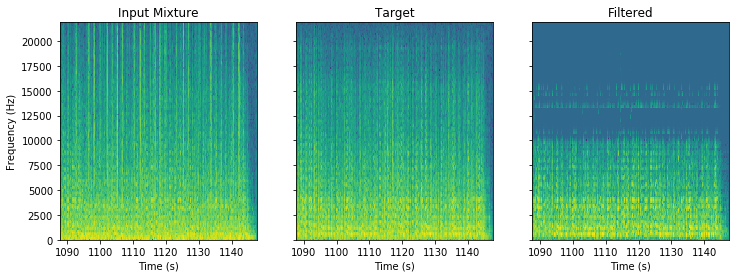 Input Mixture Target Filtered
20000
17500
15000
12500
10000
7500
5000
2500
0
Frequency (Hz)
1090 1100 1110 1120 1130 1140 1090 1100 1110 1120 1130 1140 1090 1100 1110 1120 1130 1140
Time (s) Time (s) Time (s)